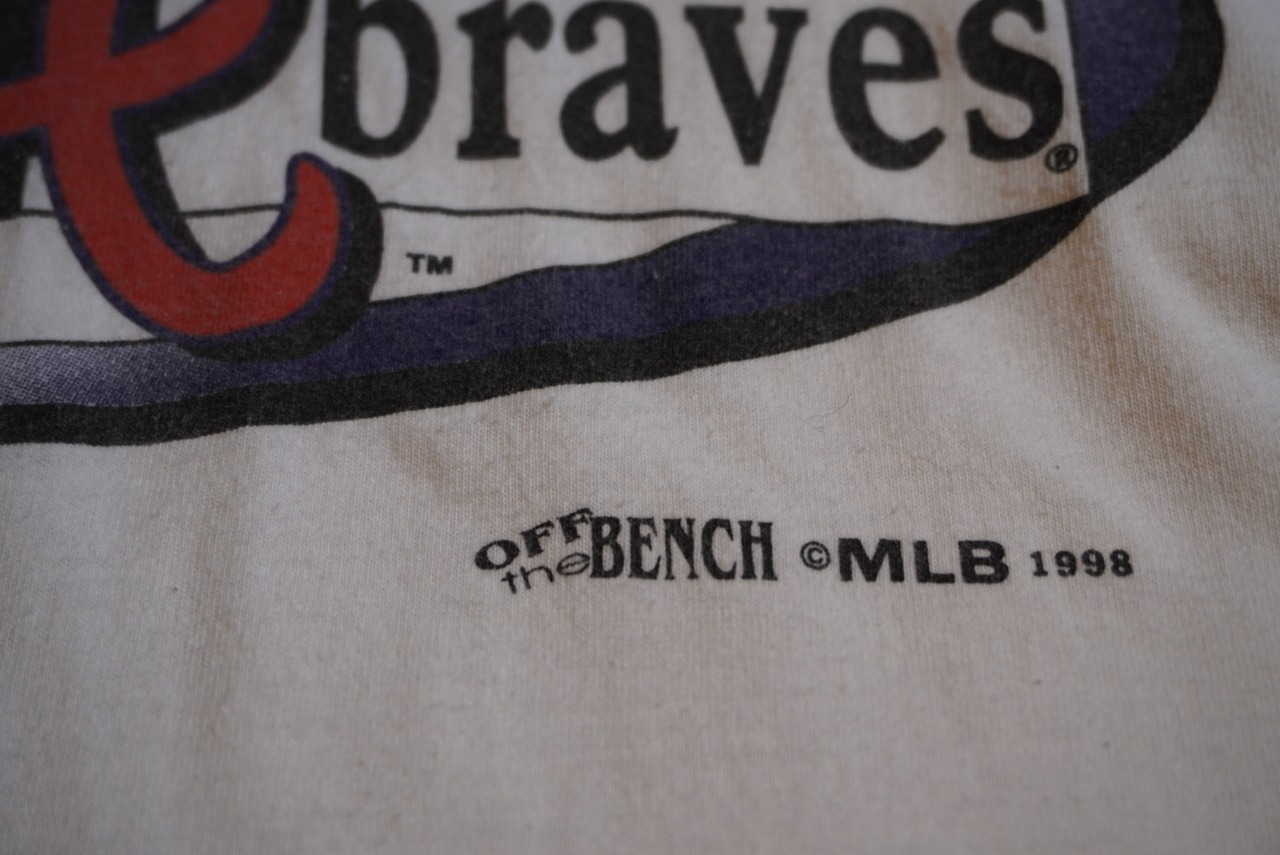 braves®
TM
OFF the BENCH © MLB 1998